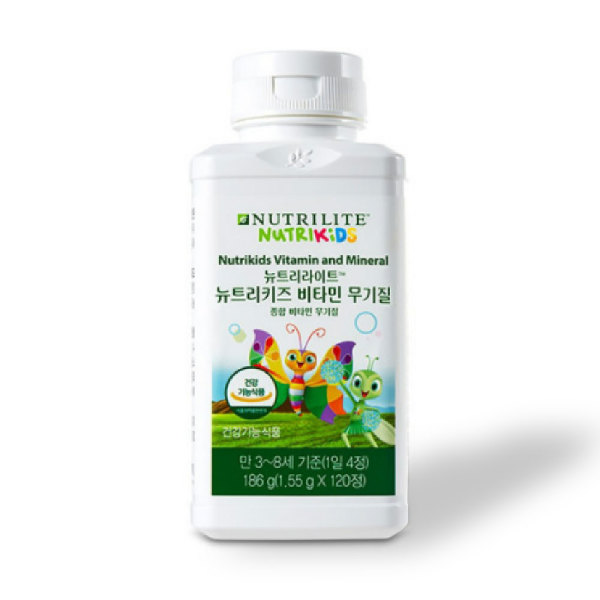 NUTRILITE™
NUTRIKIDS
Nutrikids Vitamin and Mineral
뉴트리라이트™
뉴트리키즈 비타민 무기질
종합 비타민 무기질
건강
기능식품
건강기능식품
만 3~8세 기준(1일 4정)
186 g(1.55 g X 120정)